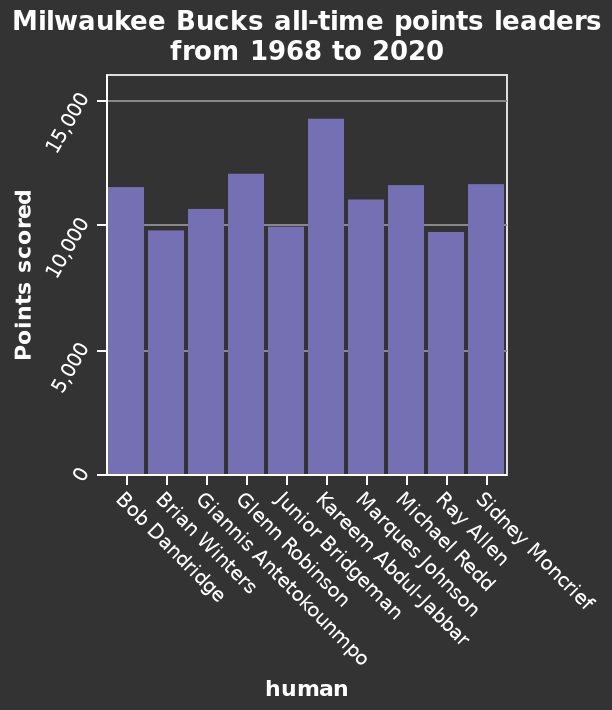 Milwaukee Bucks all-time points leaders
from 1968 to 2020
Points scored
15,000
10,000
5,000
0
Bob Dandridge
Brian Winters
Giannis Antetokounmpo
Glenn Robinson
Junior Bridgeman
Kareem Abdul-Jabbar
Marques Johnson
Michael Redd
Ray Allen
Sidney Moncrief
human